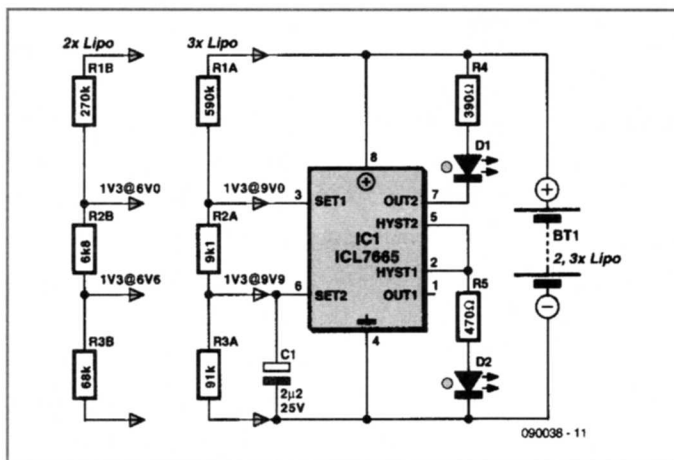 2x Lipo
3x Lipo
R1B
270k
R1A
590k
R4
390Ω
D1
8
1V3@6V0
1V3@9V0
3
SET1
OUT2
7
HYST2
5
R2B
6k8
R2A
9k1
IC1
ICL7665
HYST1
2
BT1
2, 3x Lipo
1V3@6V6
1V3@9V9
6
SET2
OUT1
1
R5
470Ω
4
R3B
68k
R3A
91k
C1
2µ2
25V
D2
090038 - 11